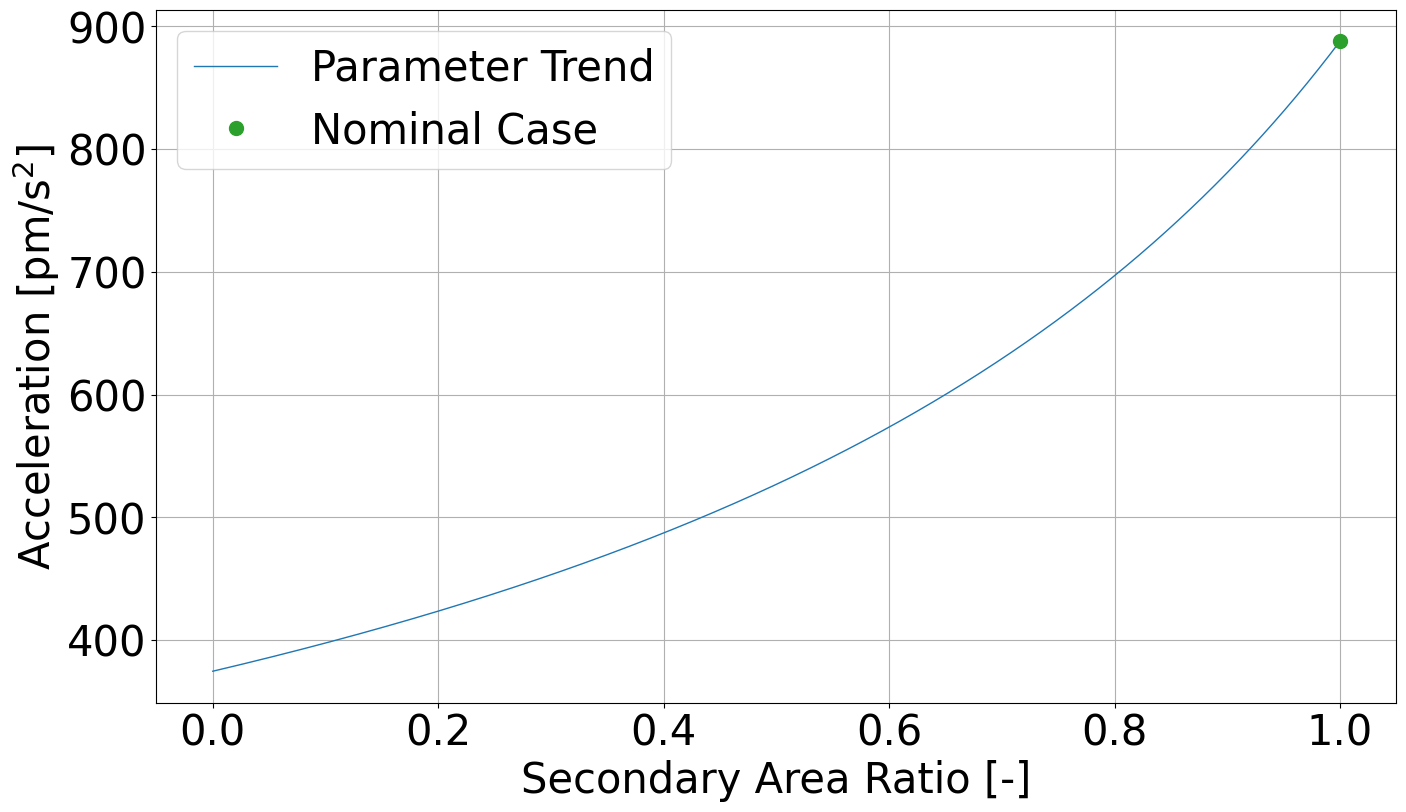 Parameter Trend
Nominal Case
Acceleration [pm/s²]
900
800
700
600
500
400
0.0 0.2 0.4 0.6 0.8 1.0
Secondary Area Ratio [-]